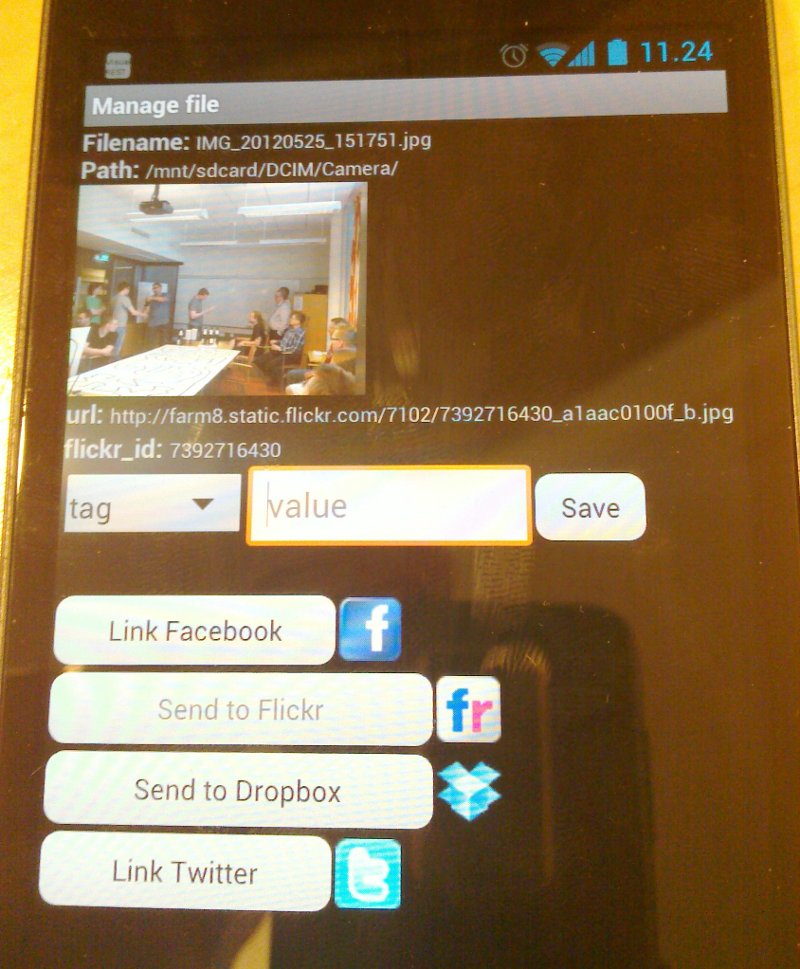 11.24
Manage file
Filename: IMG_20120525_151751.jpg
Path: /mnt/sdcard/DCIM/Camera/
url: http://farm8.static.flickr.com/7102/7392716430_a1aac0100f_b.jpg
flickr_id: 7392716430
tag value Save
Link Facebook f
Send to Flickr fr
Send to Dropbox
Link Twitter t